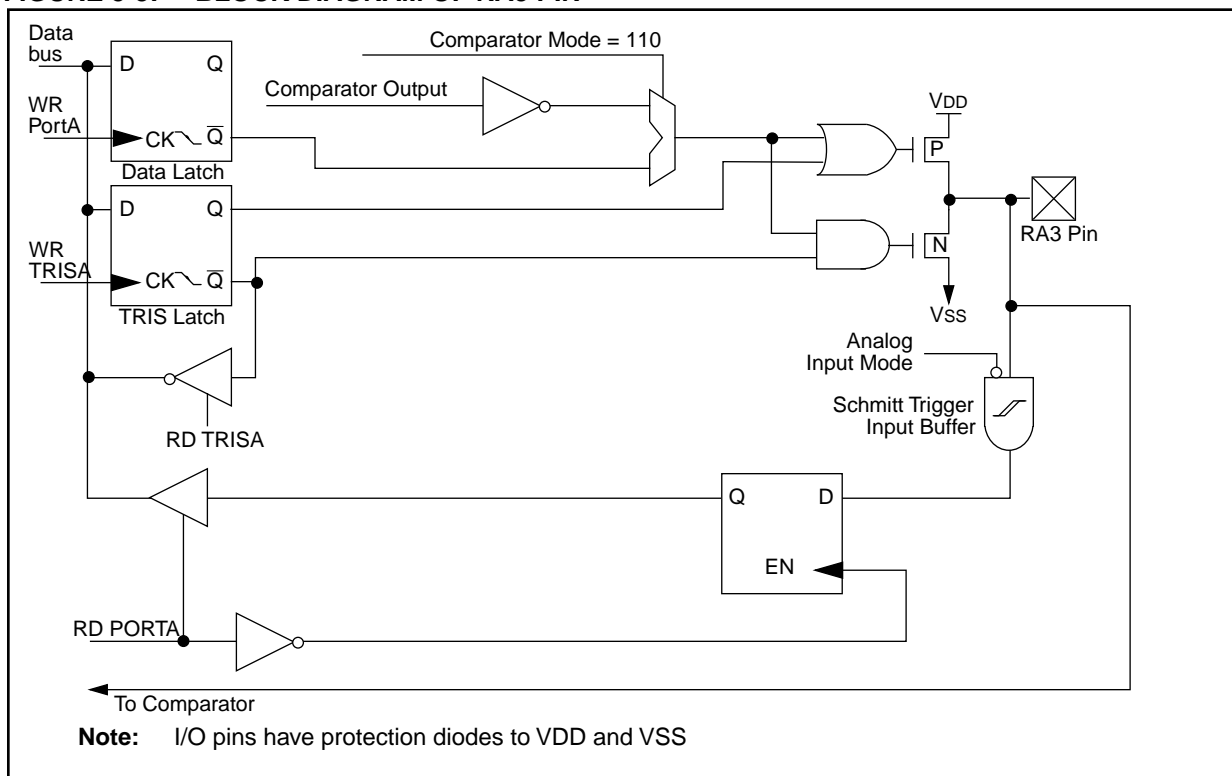 Data
bus
D
Q
WR
PortA
CK
Q
Data Latch
Comparator Mode = 110
Comparator Output
VDD
P
RA3 Pin
D
Q
WR
TRISA
CK
Q
TRIS Latch
N
VSS
Analog
Input Mode
Schmitt Trigger
Input Buffer
RD TRISA
Q
D
EN
RD PORTA
To Comparator
Note: I/O pins have protection diodes to VDD and VSS